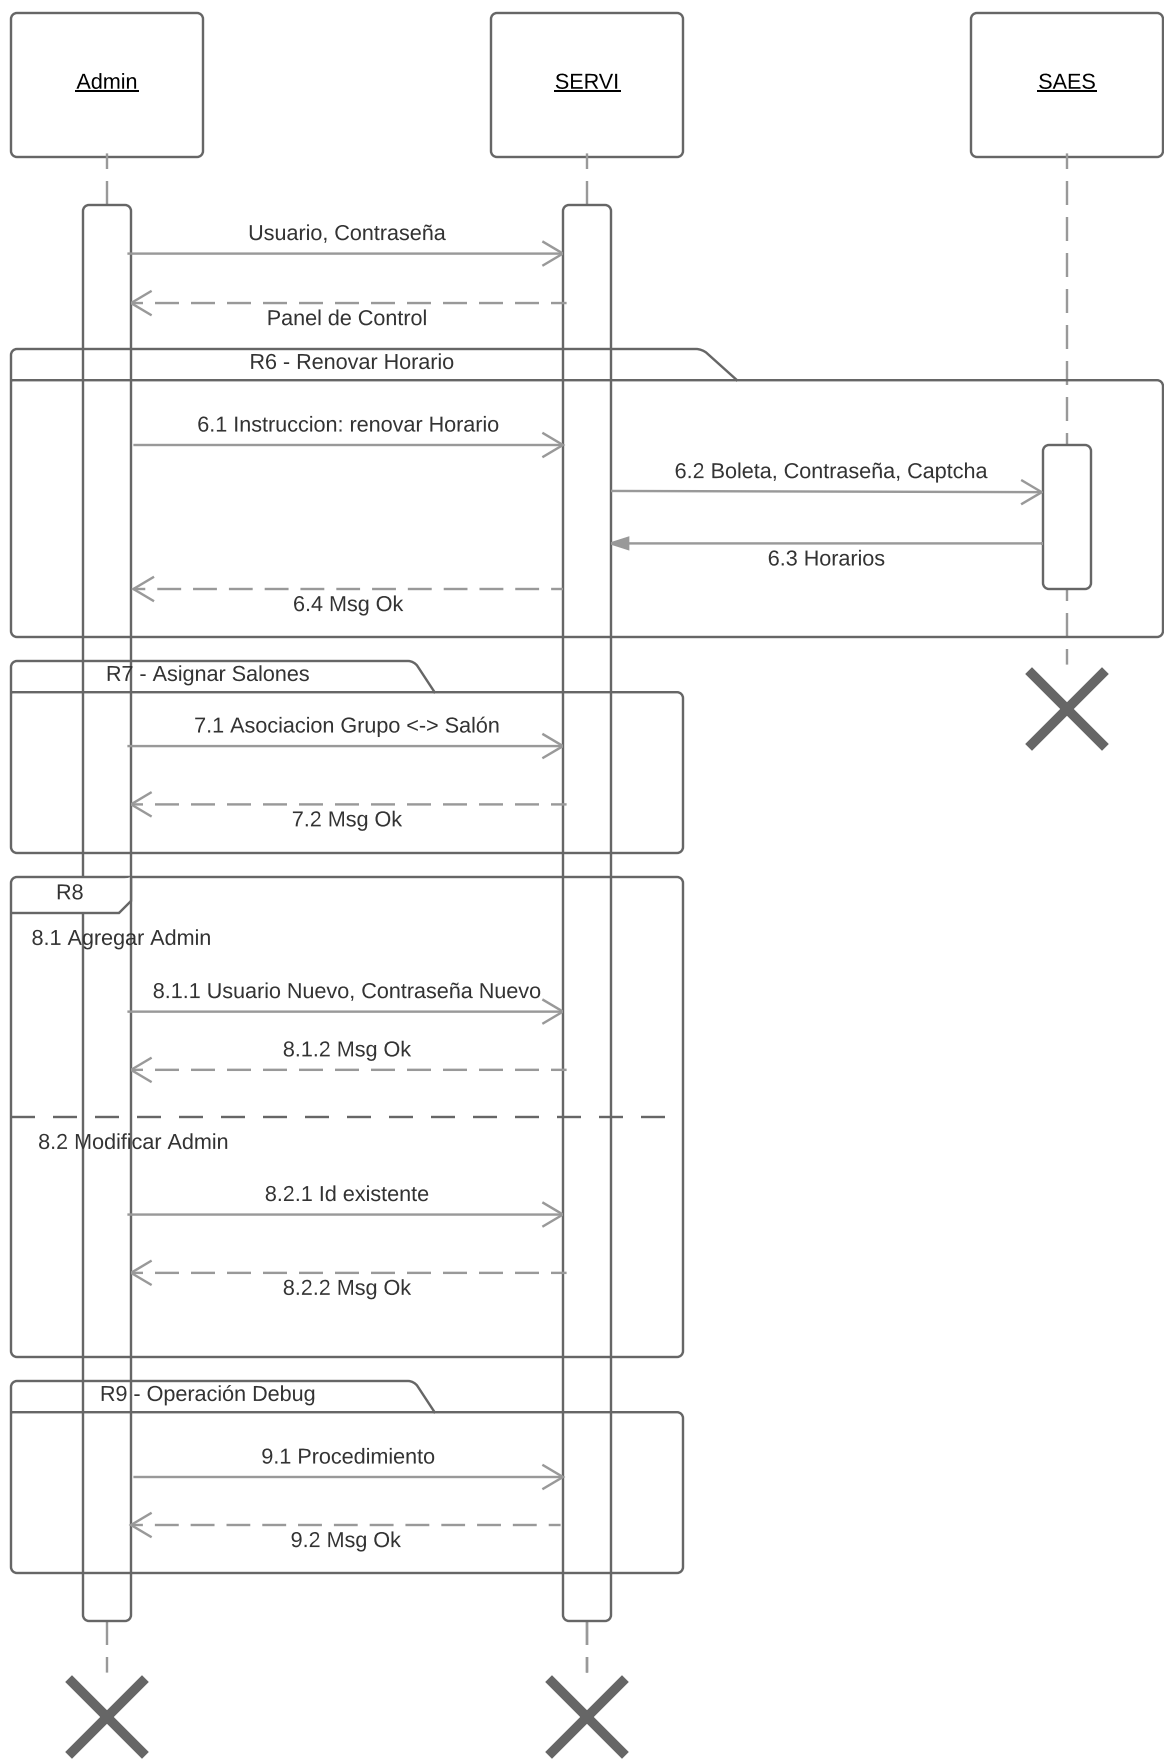 Admin
SERVI
SAES
Usuario, Contraseña
Panel de Control
R6 - Renovar Horario
6.1 Instruccion: renovar Horario
6.2 Boleta, Contraseña, Captcha
6.3 Horarios
6.4 Msg Ok
R7 - Asignar Salones
7.1 Asociacion Grupo <-> Salón
7.2 Msg Ok
R8
8.1 Agregar Admin
8.1.1 Usuario Nuevo, Contraseña Nuevo
8.1.2 Msg Ok
8.2 Modificar Admin
8.2.1 Id existente
8.2.2 Msg Ok
R9 - Operación Debug
9.1 Procedimiento
9.2 Msg Ok